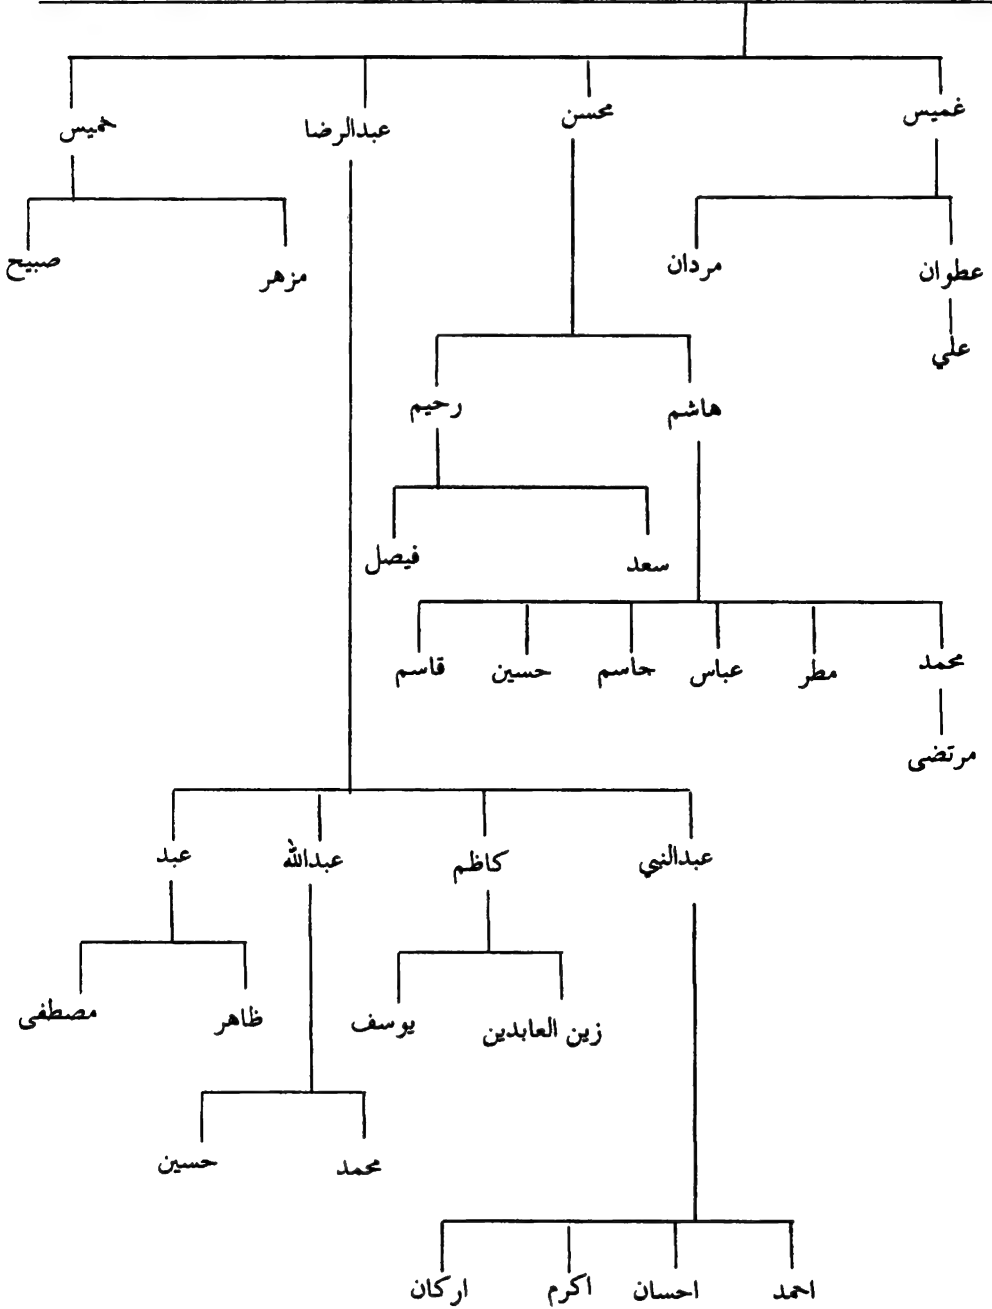 غميس محسن عبدالرضا خميس
عطوان مردان مزهر صبيح
علي
هاشم رحيم
سعد فيصل
محمد مطر عباس جاسم حسين قاسم
مرتضى
عبدالنبي كاظم عبدالله عبد
زين العابدين يوسف ظاهر مصطفى
محمد حسين
احمد احسان اكرم اركان